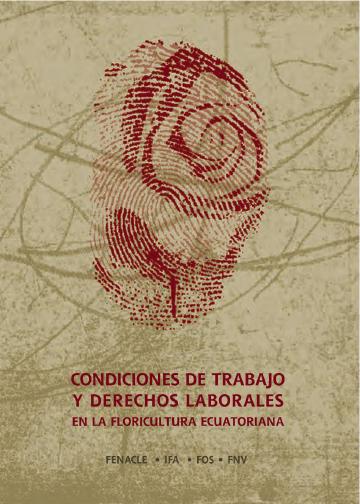 CONDICIONES DE TRABAJO
Y DERECHOS LABORALES
EN LA FLORICULTURA ECUATORIANA
FENACLE • IFA • FOS • FNV